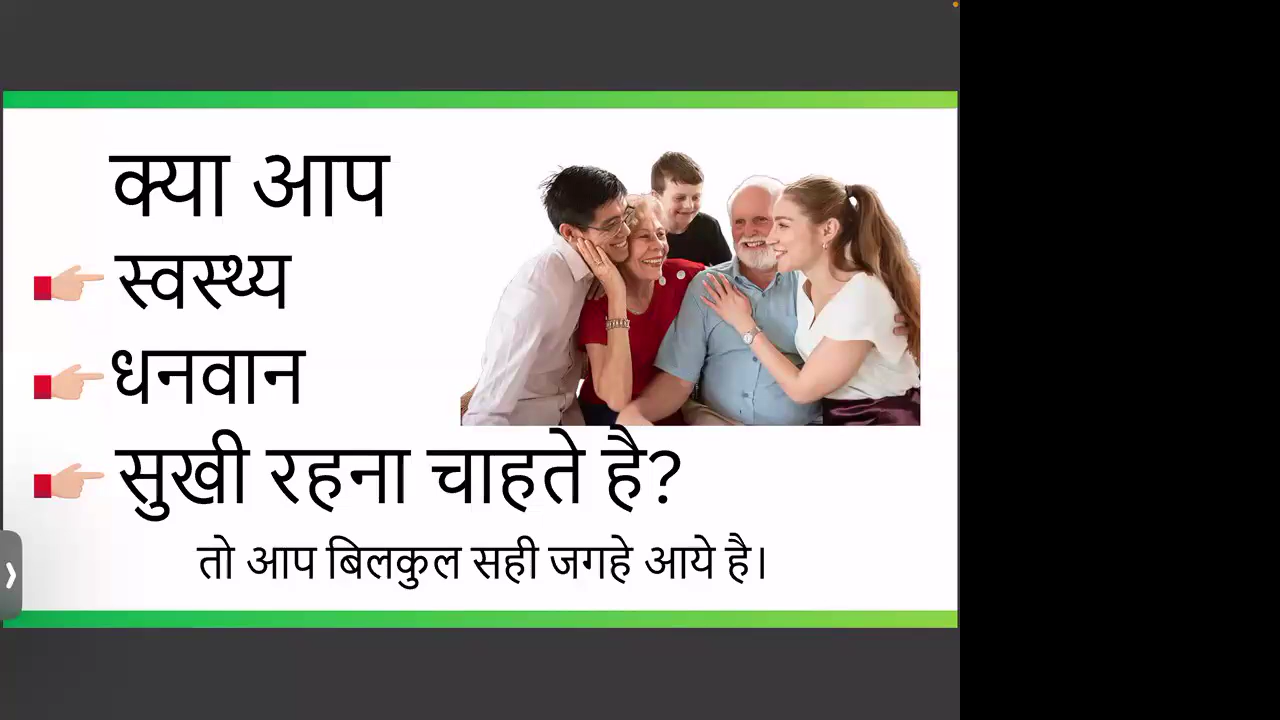 क्या आप
स्वस्थ्य
धनवान
सुखी रहना चाहते है?
तो आप बिलकुल सही जगहे आये है।